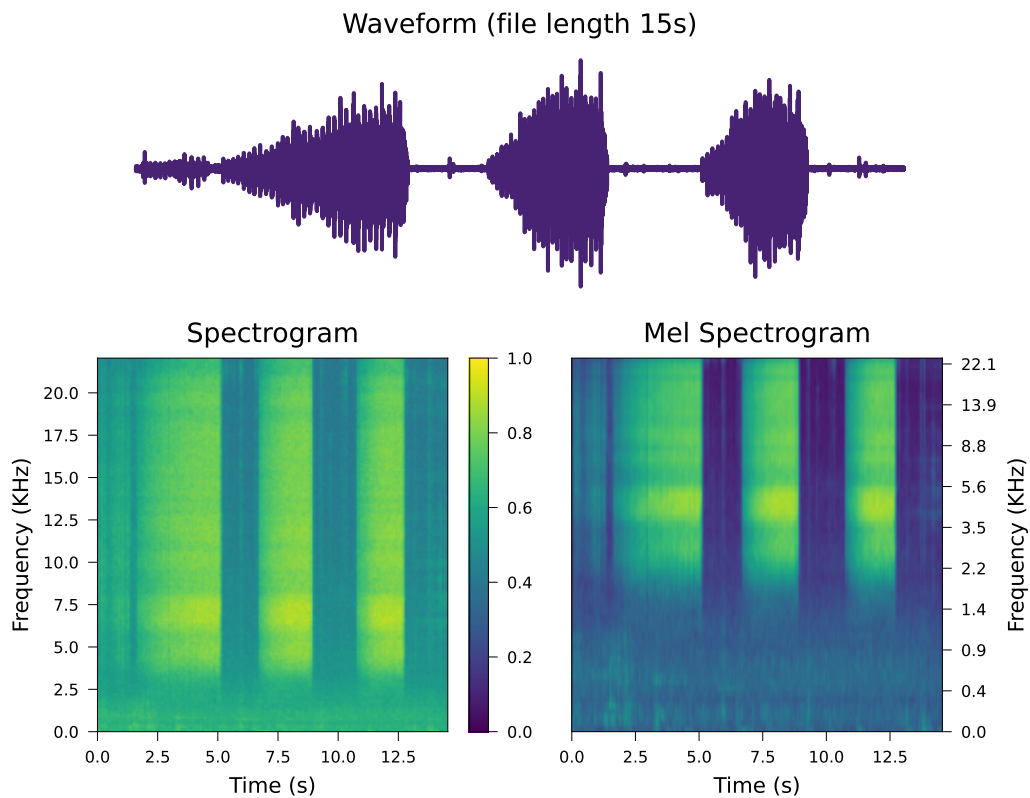 Waveform (file length 15s)
Spectrogram
Mel Spectrogram
Frequency (KHz)
20.0
17.5
15.0
12.5
10.0
7.5
5.0
2.5
0.0
0.0 2.5 5.0 7.5 10.0 12.5
Time (s)
1.0
0.8
0.6
0.4
0.2
0.0
22.1
13.9
8.8
5.6
3.5
2.2
1.4
0.9
0.4
0.0
Frequency (KHz)
0.0 2.5 5.0 7.5 10.0 12.5
Time (s)